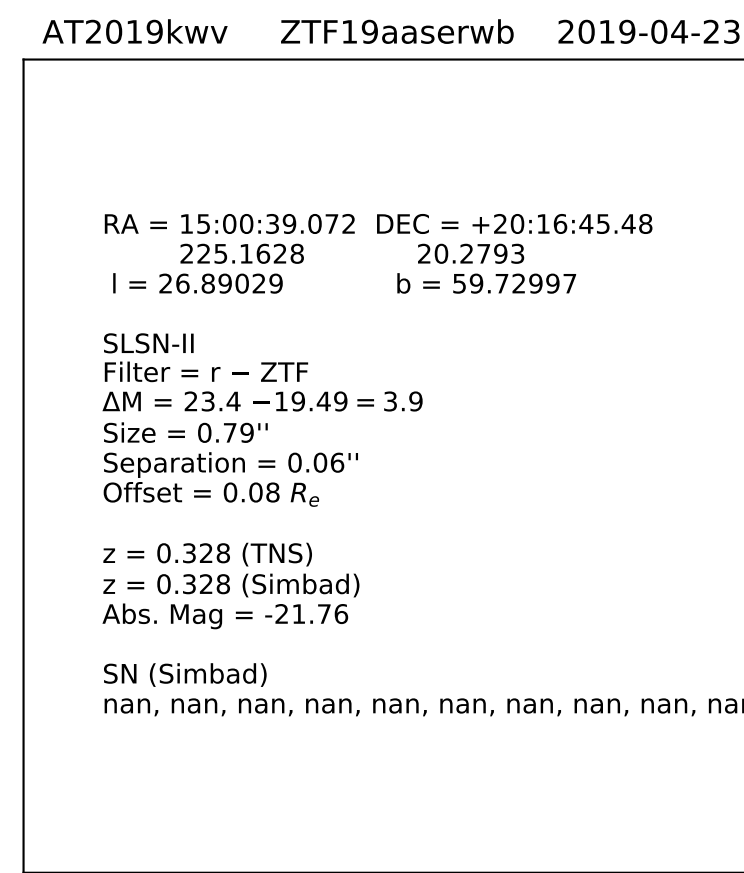 AT2019kwv ZTF19aaserwb 2019-04-23
RA = 15:00:39.072 DEC = +20:16:45.48
225.1628 20.2793
l = 26.89029 b = 59.72997
SLSN-II
Filter = r − ZTF
ΔM = 23.4 −19.49 = 3.9
Size = 0.79''
Separation = 0.06''
Offset = 0.08 Re
z = 0.328 (TNS)
z = 0.328 (Simbad)
Abs. Mag = -21.76
SN (Simbad)
nan, nan, nan, nan, nan, nan, nan, nan, nan,